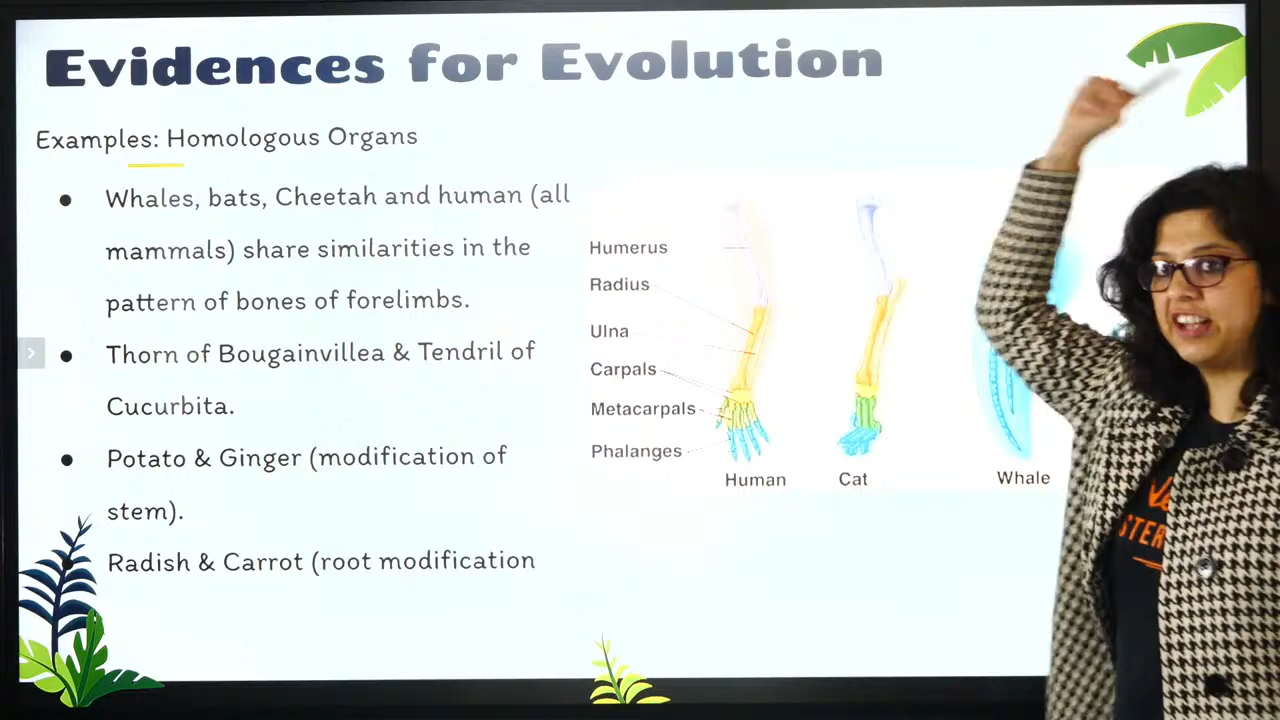 Evidences for Evolution
Examples: Homologous Organs
● Whales, bats, Cheetah and human (all
mammals) share similarities in the
pattern of bones of forelimbs.
● Thorn of Bougainvillea & Tendril of
Cucurbita.
● Potato & Ginger (modification of
stem).
Radish & Carrot (root modification
Humerus
Radius
Ulna
Carpals
Metacarpals
Phalanges
Human
Cat
Whale
STER